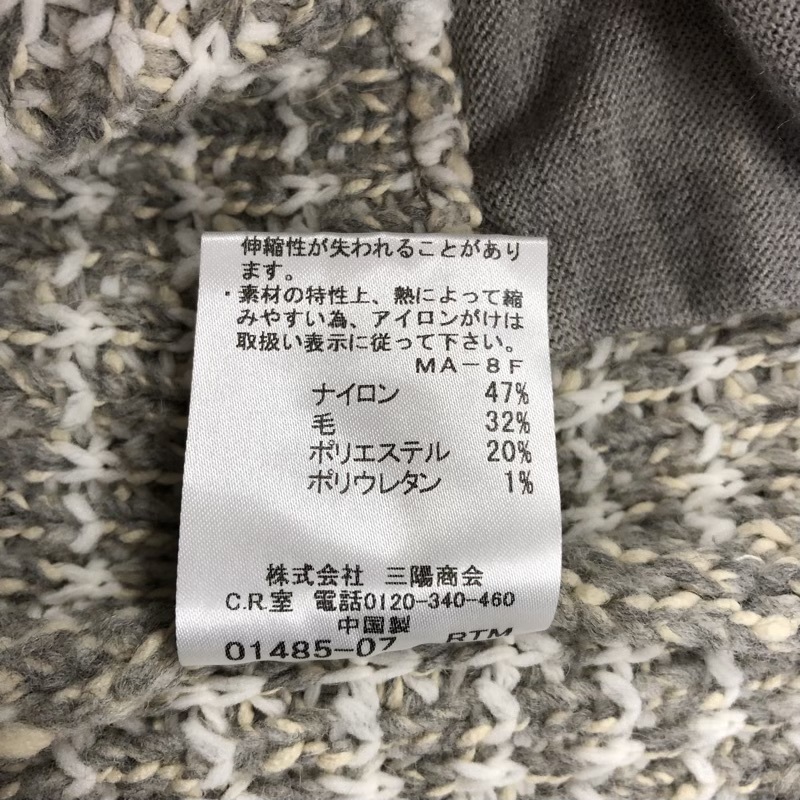 伸縮性が失われることがあり
ます。
・素材の特性上、熱によって縮
みやすい為、アイロンがけは
取扱い表示に従って下さい。
MA-8F
ナイロン 47%
毛 32%
ポリエステル 20%
ポリウレタン 1%
株式会社 三陽商会
C.R.室 電話0120-340-460
中国製
01485-07 RTM